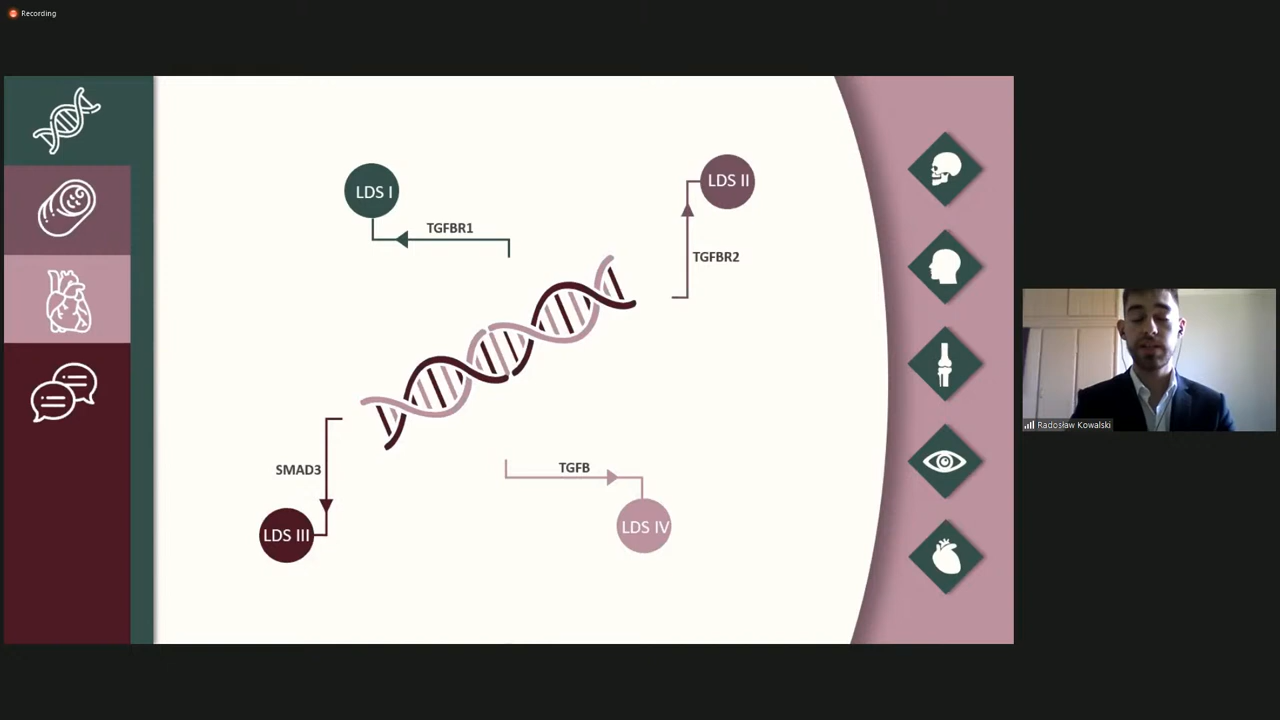 Recording
LDS I
TGFBR1
LDS II
TGFBR2
SMAD3
LDS III
TGFB
LDS IV
Radosław Kowalski